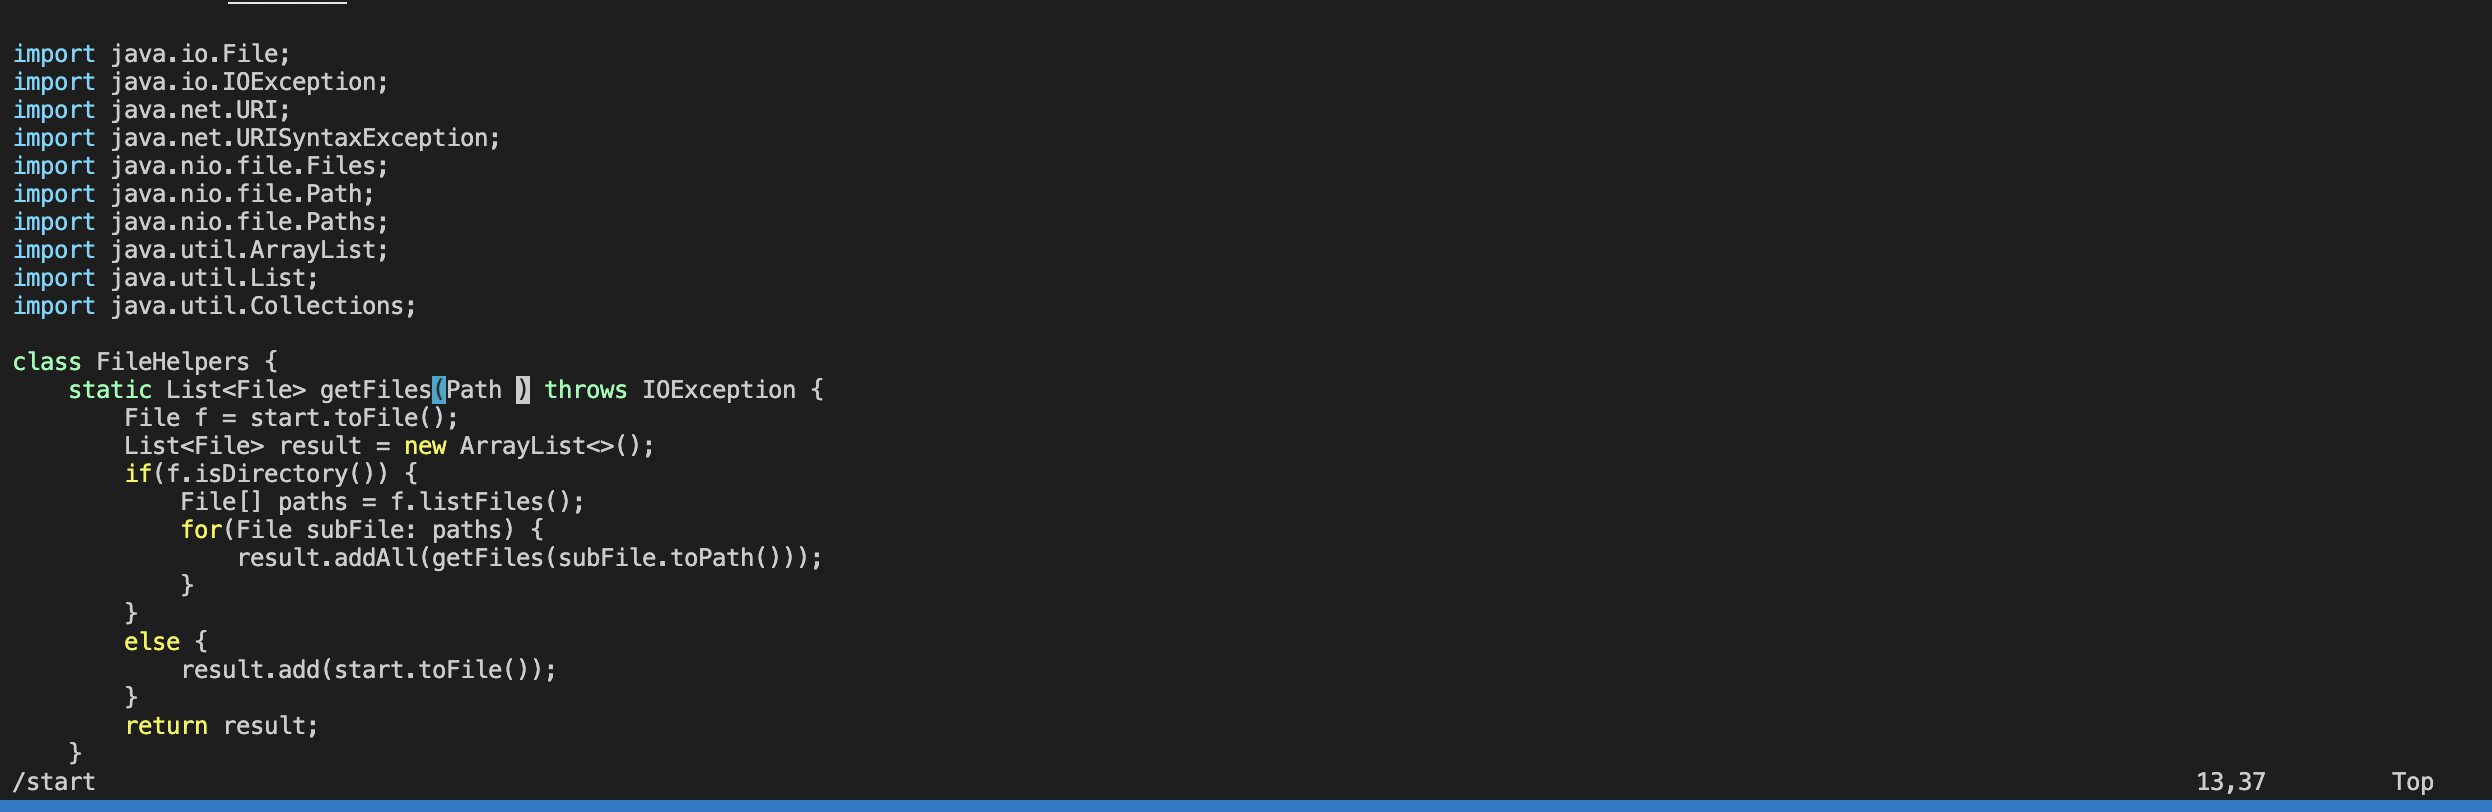 import java.io.File;
import java.io.IOException;
import java.net.URI;
import java.net.URISyntaxException;
import java.nio.file.Files;
import java.nio.file.Path;
import java.nio.file.Paths;
import java.util.ArrayList;
import java.util.List;
import java.util.Collections;

class FileHelpers {
    static List<File> getFiles(Path ) throws IOException {
        File f = start.toFile();
        List<File> result = new ArrayList<>();
        if(f.isDirectory()) {
            File[] paths = f.listFiles();
            for(File subFile: paths) {
                result.addAll(getFiles(subFile.toPath()));
            }
        }
        else {
            result.add(start.toFile());
        }
        return result;
    }
/start 13,37 Top